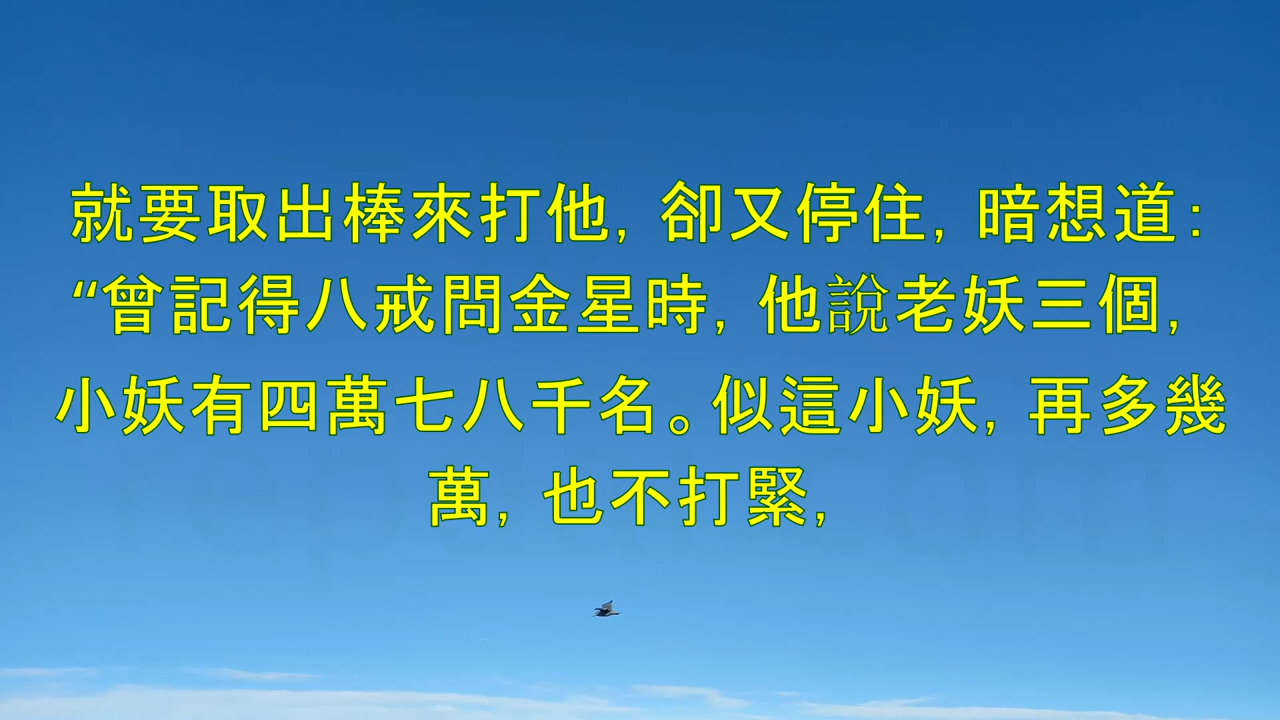 就要取出棒來打他, 卻又停住, 暗想道:
“曾記得八戒問金星時, 他說老妖三個,
小妖有四萬七八千名。似這小妖, 再多幾
萬, 也不打緊,